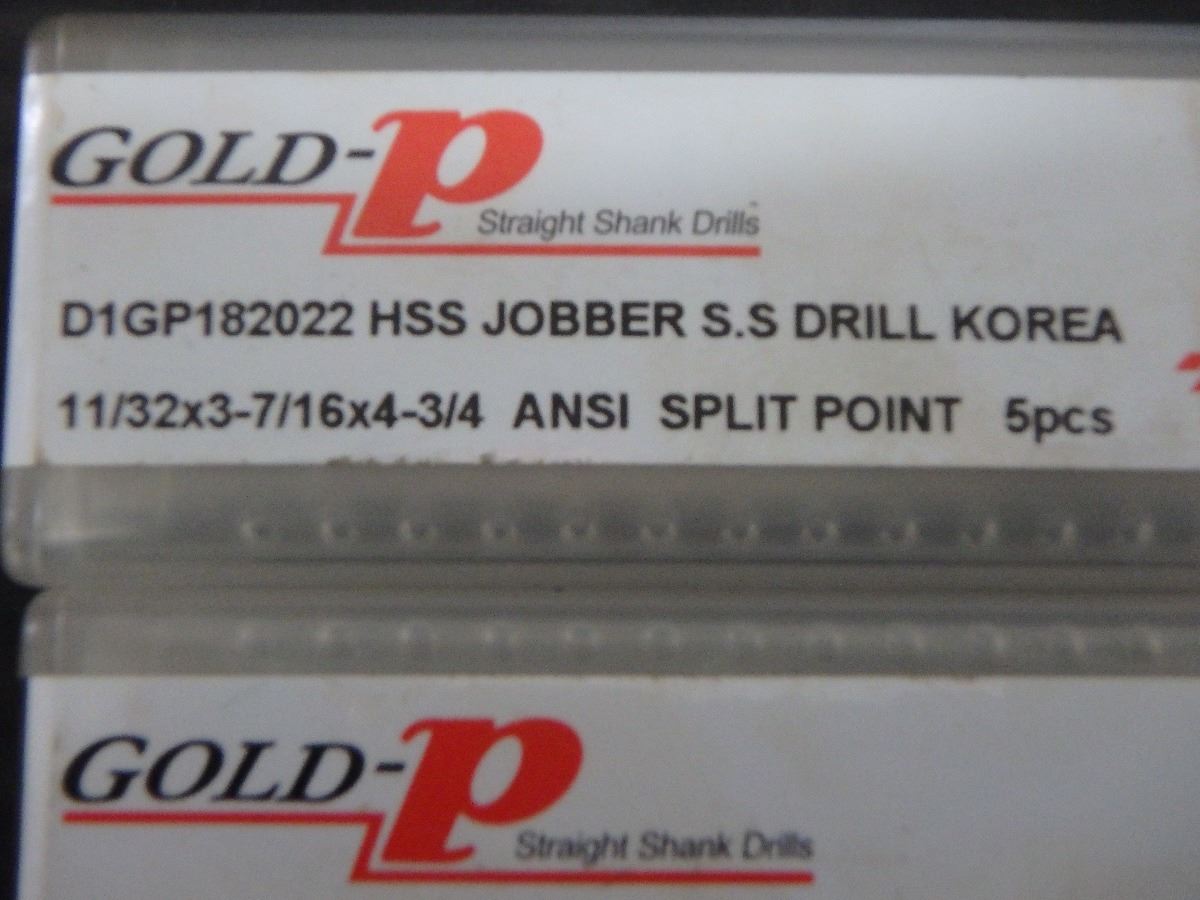 GOLD-P
Straight Shank Drills
D1GP182022 HSS JOBBER S.S DRILL KOREA
11/32x3-7/16x4-3/4 ANSI SPLIT POINT 5pcs
GOLD-P
Straight Shank Drills